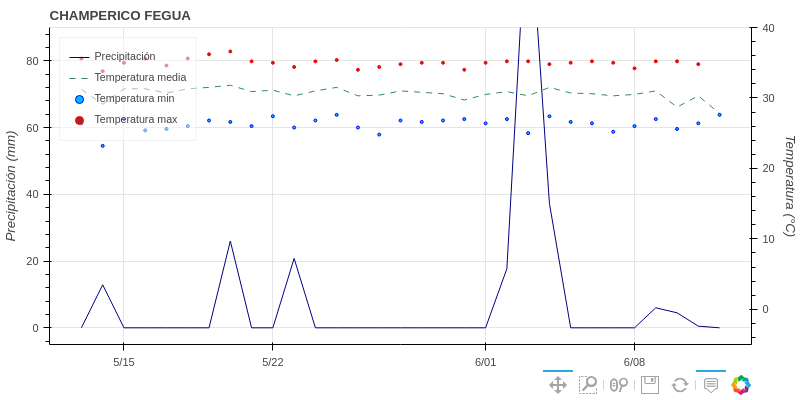 CHAMPERICO FEGUA
Precipitación
Temperatura media
Temperatura min
Temperatura max
Precipitación (mm)
80
60
40
20
0
Temperatura (°C)
40
30
20
10
0
5/15
5/22
6/01
6/08